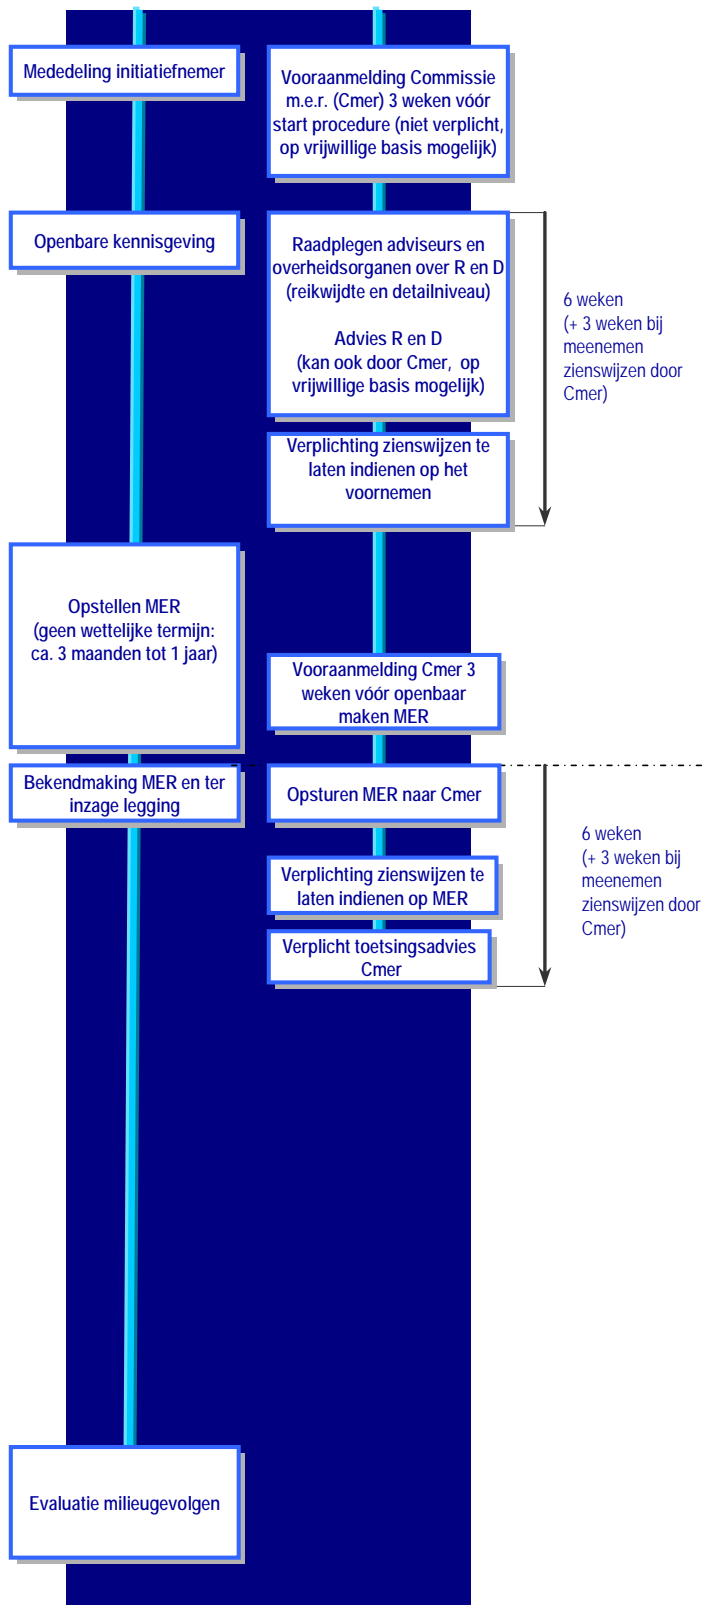 Mededeling initiatiefnemer
Vooraanmelding Commissie
m.e.r. (Cmer) 3 weken vóór
start procedure (niet verplicht,
op vrijwillige basis mogelijk)
Openbare kennisgeving
Raadplegen adviseurs en
overheidsorganen over R en D
(reikwijdte en detailniveau)
Advies R en D
(kan ook door Cmer, op
vrijwillige basis mogelijk)
6 weken
(+ 3 weken bij
meenemen
zienswijzen door
Cmer)
Verplichting zienswijzen te
laten indienen op het
voornemen
Opstellen MER
(geen wettelijke termijn:
ca. 3 maanden tot 1 jaar)
Vooraanmelding Cmer 3
weken vóór openbaar
maken MER
Bekendmaking MER en ter
inzage legging
Opsturen MER naar Cmer
6 weken
(+ 3 weken bij
meenemen
zienswijzen door
Cmer)
Verplichting zienswijzen te
laten indienen op MER
Verplicht toetsingsadvies
Cmer
Evaluatie milieugevolgen